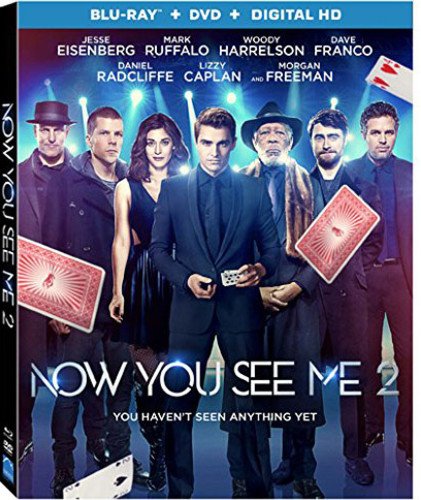 BLU-RAY™ + DVD + DIGITAL HD
JESSE EISENBERG
MARK RUFFALO
WOODY HARRELSON
DAVE FRANCO
DANIEL RADCLIFFE
LIZZY CAPLAN
AND MORGAN FREEMAN
NOW YOU SEE ME 2
YOU HAVEN'T SEEN ANYTHING YET
NOW YOU SEE ME 2